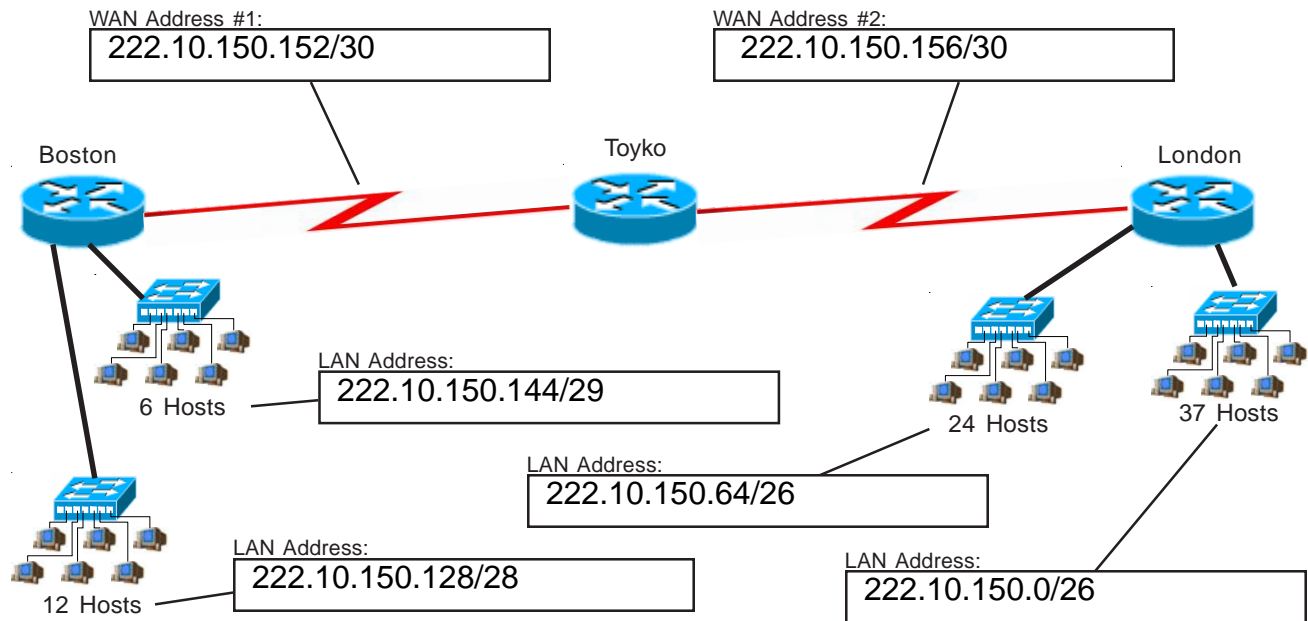 WAN Address #1:
222.10.150.152/30
WAN Address #2:
222.10.150.156/30
Boston
Toyko
London
LAN Address:
222.10.150.144/29
6 Hosts
24 Hosts
37 Hosts
LAN Address:
222.10.150.64/26
LAN Address:
222.10.150.128/28
12 Hosts
LAN Address:
222.10.150.0/26